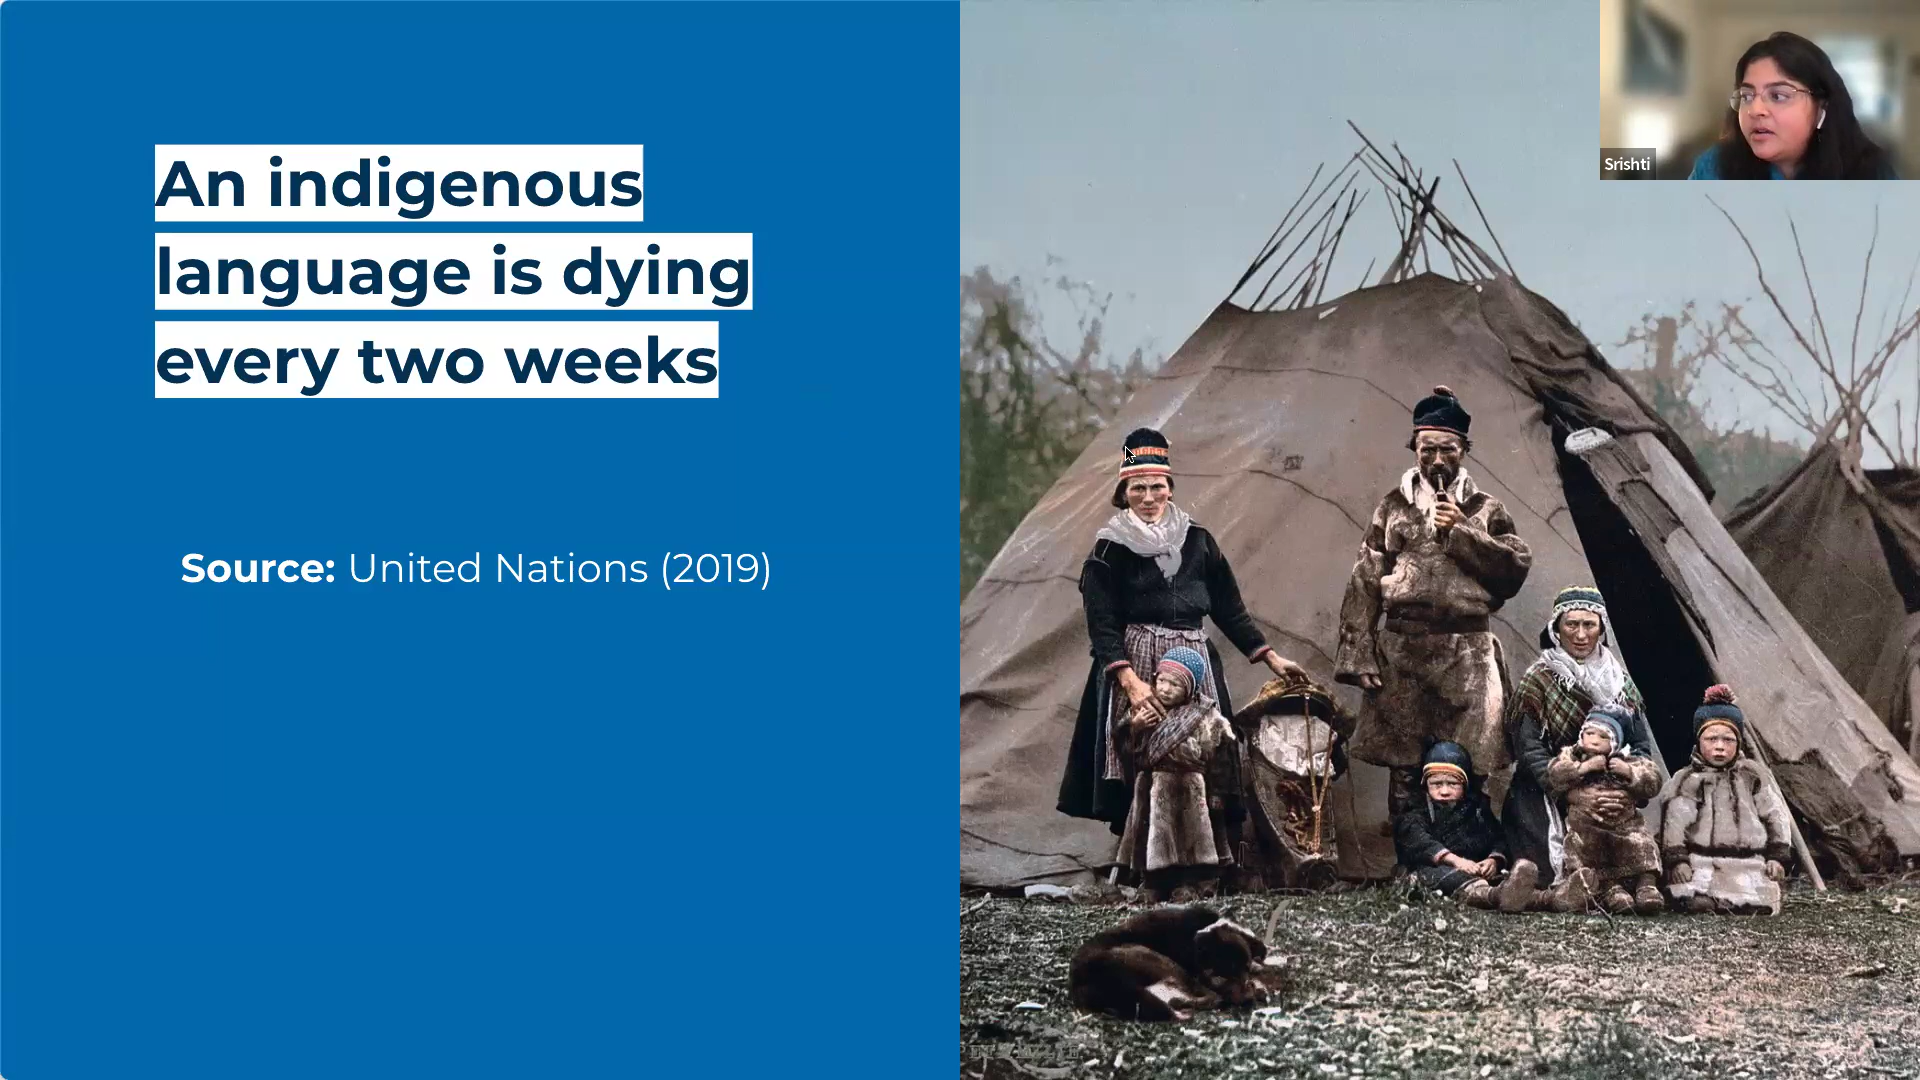 An indigenous
language is dying
every two weeks
Source: United Nations (2019)
Srishti